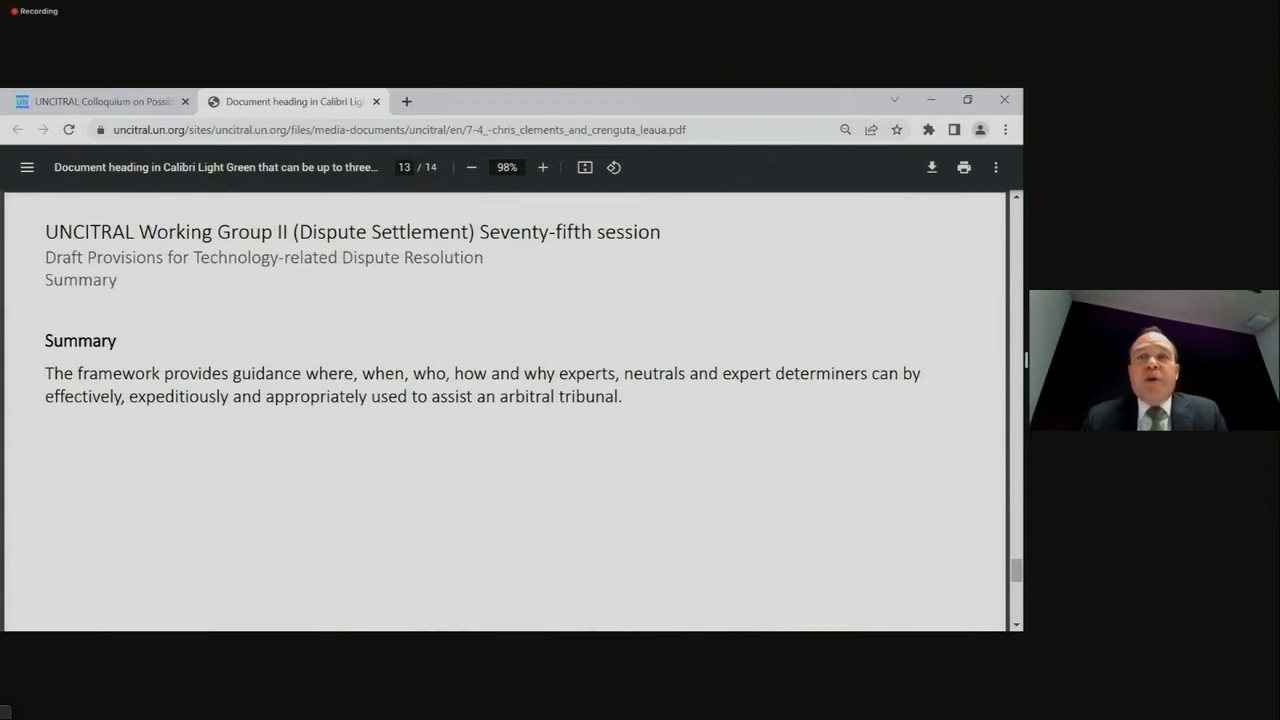 Recording
UNCITRAL Colloquium on Possib
Document heading in Calibri Lig
uncitral.un.org/sites/uncitral.un.org/files/media-documents/uncitral/en/7-4_-chris_clements_and_crenguta_leaua.pdf
Document heading in Calibri Light Green that can be up to three...
13 / 14
98%
UNCITRAL Working Group II (Dispute Settlement) Seventy-fifth session
Draft Provisions for Technology-related Dispute Resolution
Summary
Summary
The framework provides guidance where, when, who, how and why experts, neutrals and expert determiners can by
effectively, expeditiously and appropriately used to assist an arbitral tribunal.